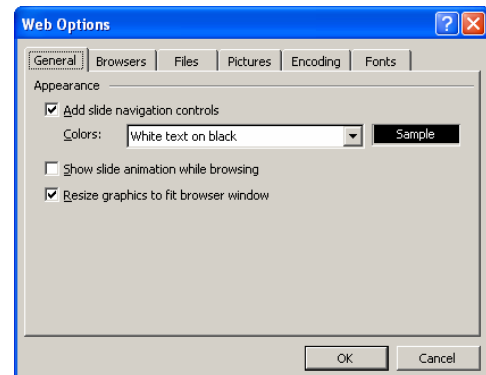 Web Options
General Browsers Files Pictures Encoding Fonts
Appearance
Add slide navigation controls
Colors: White text on black Sample
Show slide animation while browsing
Resize graphics to fit browser window
OK Cancel